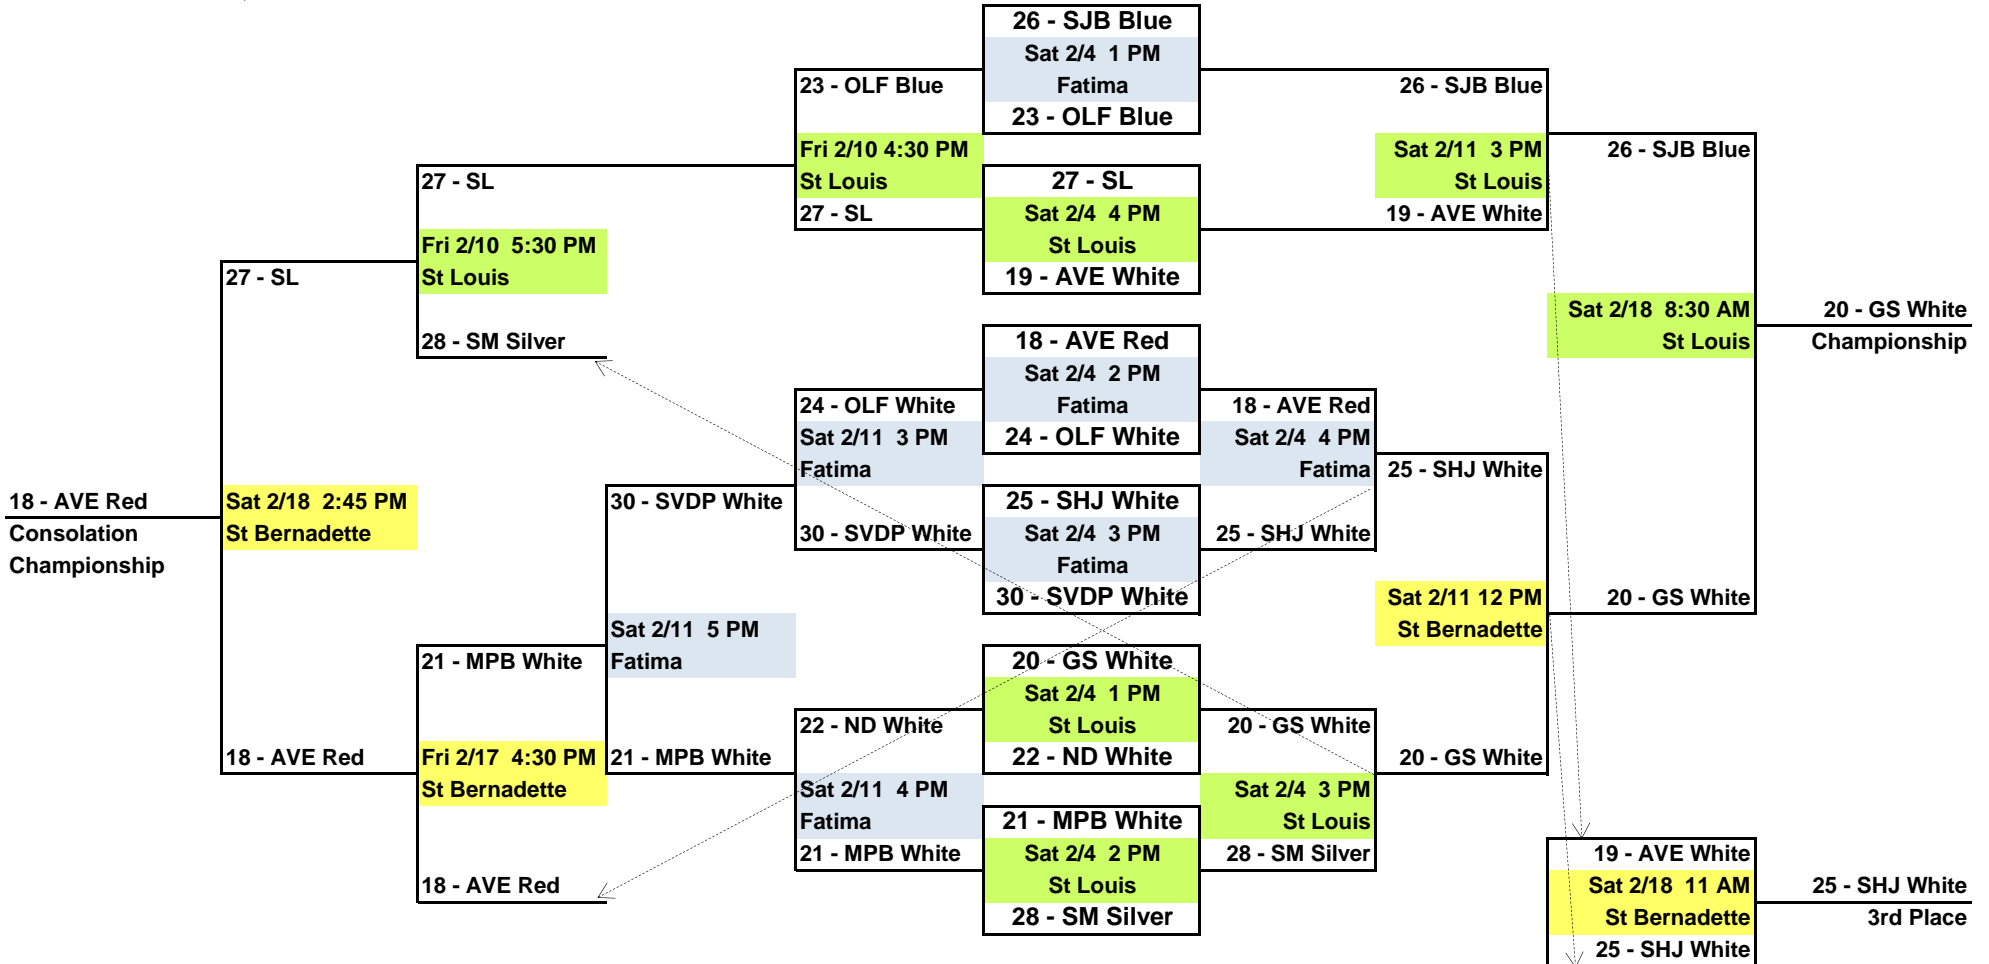 26 - SJB Blue
Sat 2/4  1 PM
Fatima
23 - OLF Blue
23 - OLF Blue
26 - SJB Blue
Fri 2/10 4:30 PM
St Louis
27 - SL
27 - SL
27 - SL
Sat 2/4  4 PM
St Louis
19 - AVE White
Sat 2/11  3 PM
St Louis
19 - AVE White
26 - SJB Blue
Fri 2/10  5:30 PM
St Louis
27 - SL
28 - SM Silver
Sat 2/18  8:30 AM
St Louis
20 - GS White
Championship
18 - AVE Red
Sat 2/4  2 PM
Fatima
24 - OLF White
24 - OLF White
Sat 2/11  3 PM
Fatima
30 - SVDP White
18 - AVE Red
Sat 2/4  4 PM
Fatima
25 - SHJ White
25 - SHJ White
25 - SHJ White
Sat 2/4  3 PM
Fatima
30 - SVDP White
18 - AVE Red
Consolation
Championship
Sat 2/18  2:45 PM
St Bernadette
30 - SVDP White
Sat 2/11  5 PM
Fatima
21 - MPB White
21 - MPB White
Fri 2/17  4:30 PM
St Bernadette
18 - AVE Red
18 - AVE Red
Sat 2/11 12 PM
St Bernadette
20 - GS White
20 - GS White
Sat 2/4  1 PM
St Louis
22 - ND White
22 - ND White
Sat 2/11  4 PM
Fatima
21 - MPB White
20 - GS White
Sat 2/4  3 PM
St Louis
28 - SM Silver
20 - GS White
21 - MPB White
Sat 2/4  2 PM
St Louis
28 - SM Silver
19 - AVE White
Sat 2/18  11 AM
St Bernadette
25 - SHJ White
25 - SHJ White
3rd Place